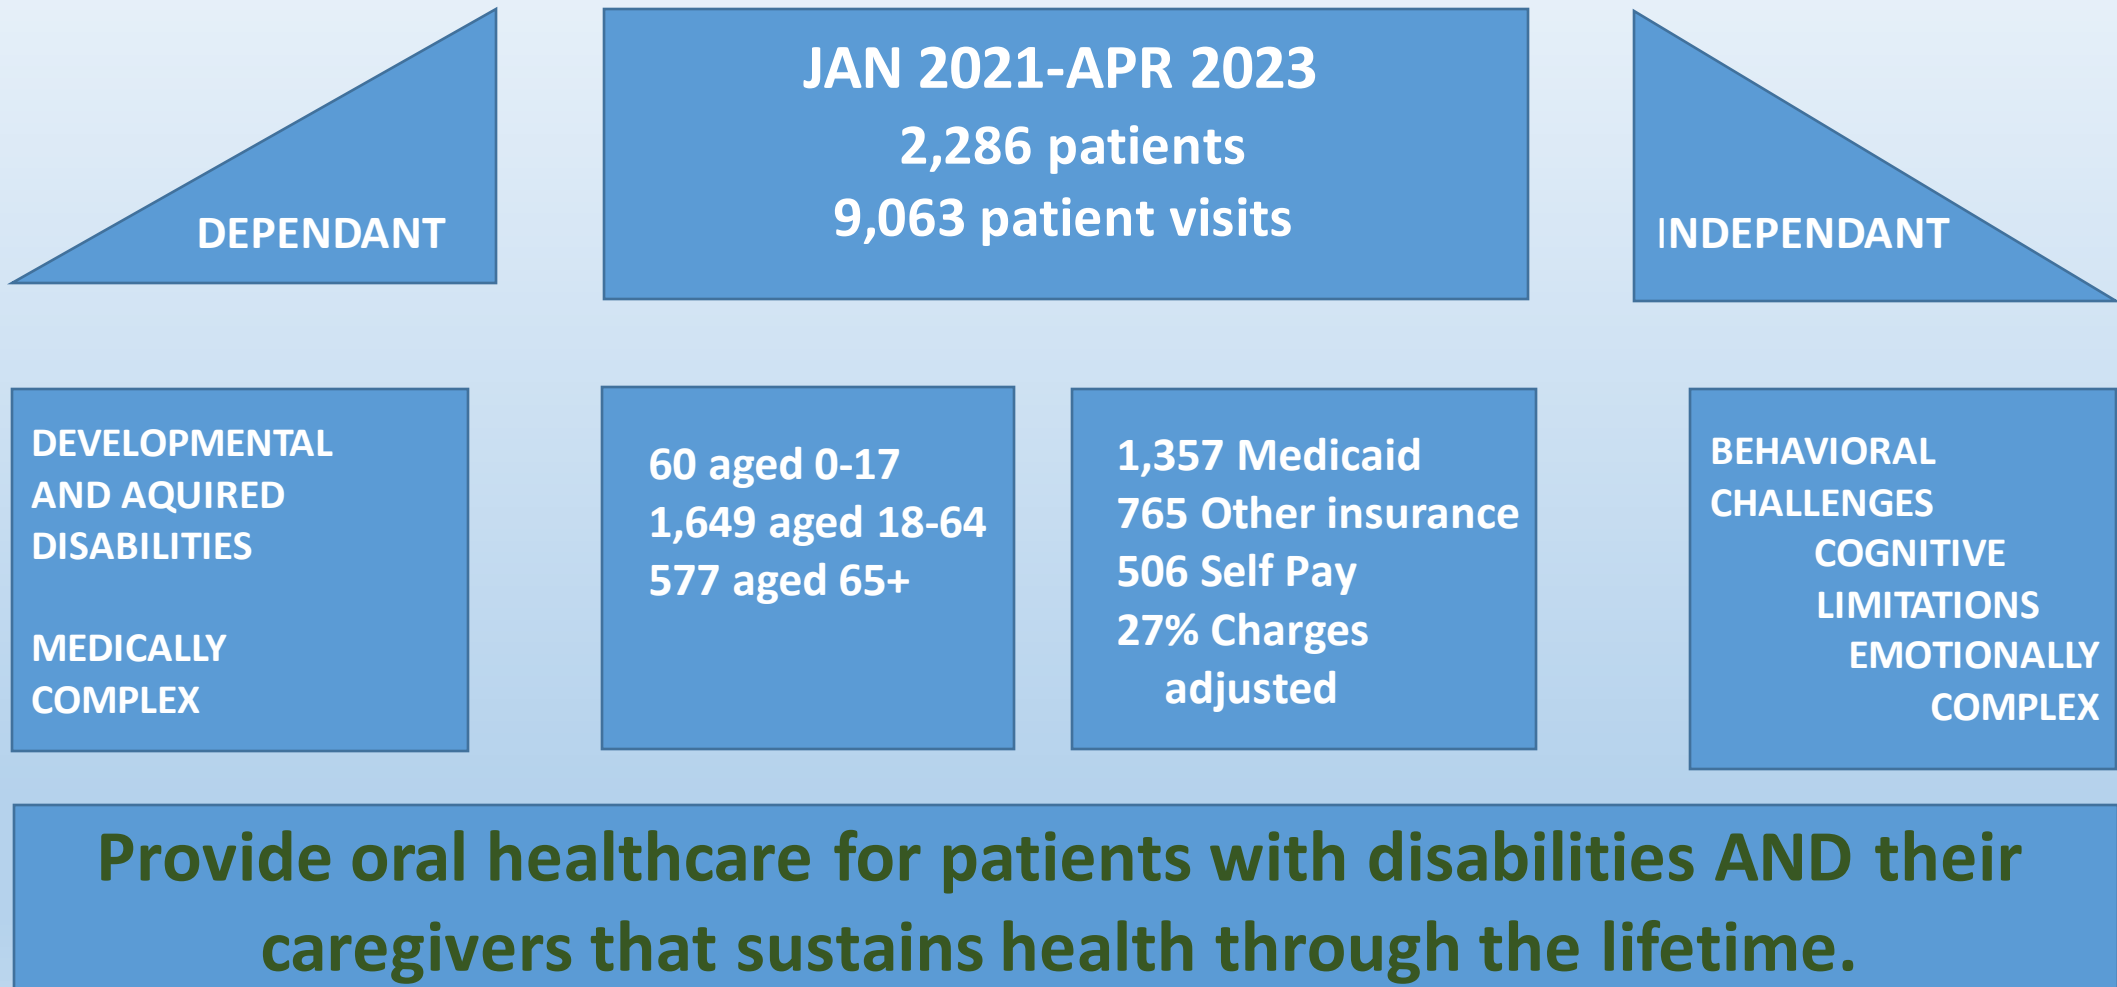 DEPENDANT
JAN 2021-APR 2023
2,286 patients
9,063 patient visits
INDEPENDANT
DEVELOPMENTAL
AND AQUIRED
DISABILITIES
MEDICALLY
COMPLEX
60 aged 0-17
1,649 aged 18-64
577 aged 65+
1,357 Medicaid
765 Other insurance
506 Self Pay
27% Charges
adjusted
BEHAVIORAL
CHALLENGES
COGNITIVE
LIMITATIONS
EMOTIONALLY
COMPLEX
Provide oral healthcare for patients with disabilities AND their
caregivers that sustains health through the lifetime.